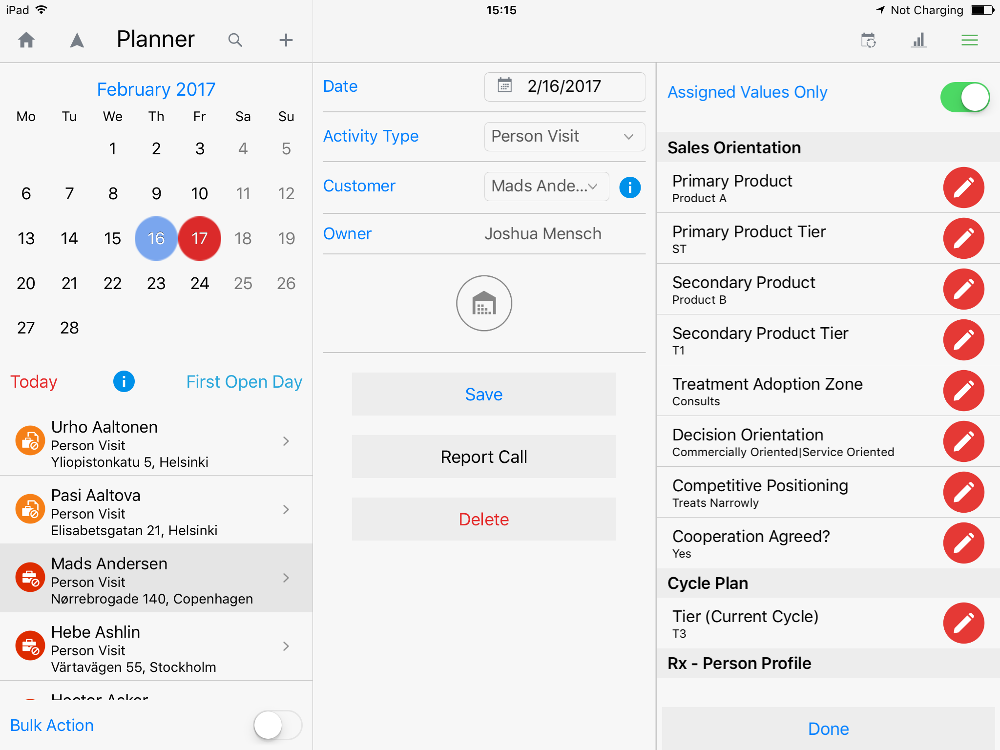 iPad
15:15
Not Charging
Planner
February 2017
Mo Tu We Th Fr Sa Su
1 2 3 4 5
6 7 8 9 10 11 12
13 14 15 16 17 18 19
20 21 22 23 24 25 26
27 28
Today
i
First Open Day
Urho Aaltonen
Person Visit
Yliopistonkatu 5, Helsinki
Pasi Aaltova
Person Visit
Elisabetsgatan 21, Helsinki
Mads Andersen
Person Visit
Nørrebrogade 140, Copenhagen
Hebe Ashlin
Person Visit
Värtavägen 55, Stockholm
Hector Asker
Bulk Action
Date
2/16/2017
Activity Type
Person Visit
Customer
Mads Ande...
i
Owner
Joshua Mensch
Save
Report Call
Delete
Assigned Values Only
Sales Orientation
Primary Product
Product A
Primary Product Tier
ST
Secondary Product
Product B
Secondary Product Tier
T1
Treatment Adoption Zone
Consults
Decision Orientation
Commercially Oriented|Service Oriented
Competitive Positioning
Treats Narrowly
Cooperation Agreed?
Yes
Cycle Plan
Tier (Current Cycle)
T3
Rx - Person Profile
Done